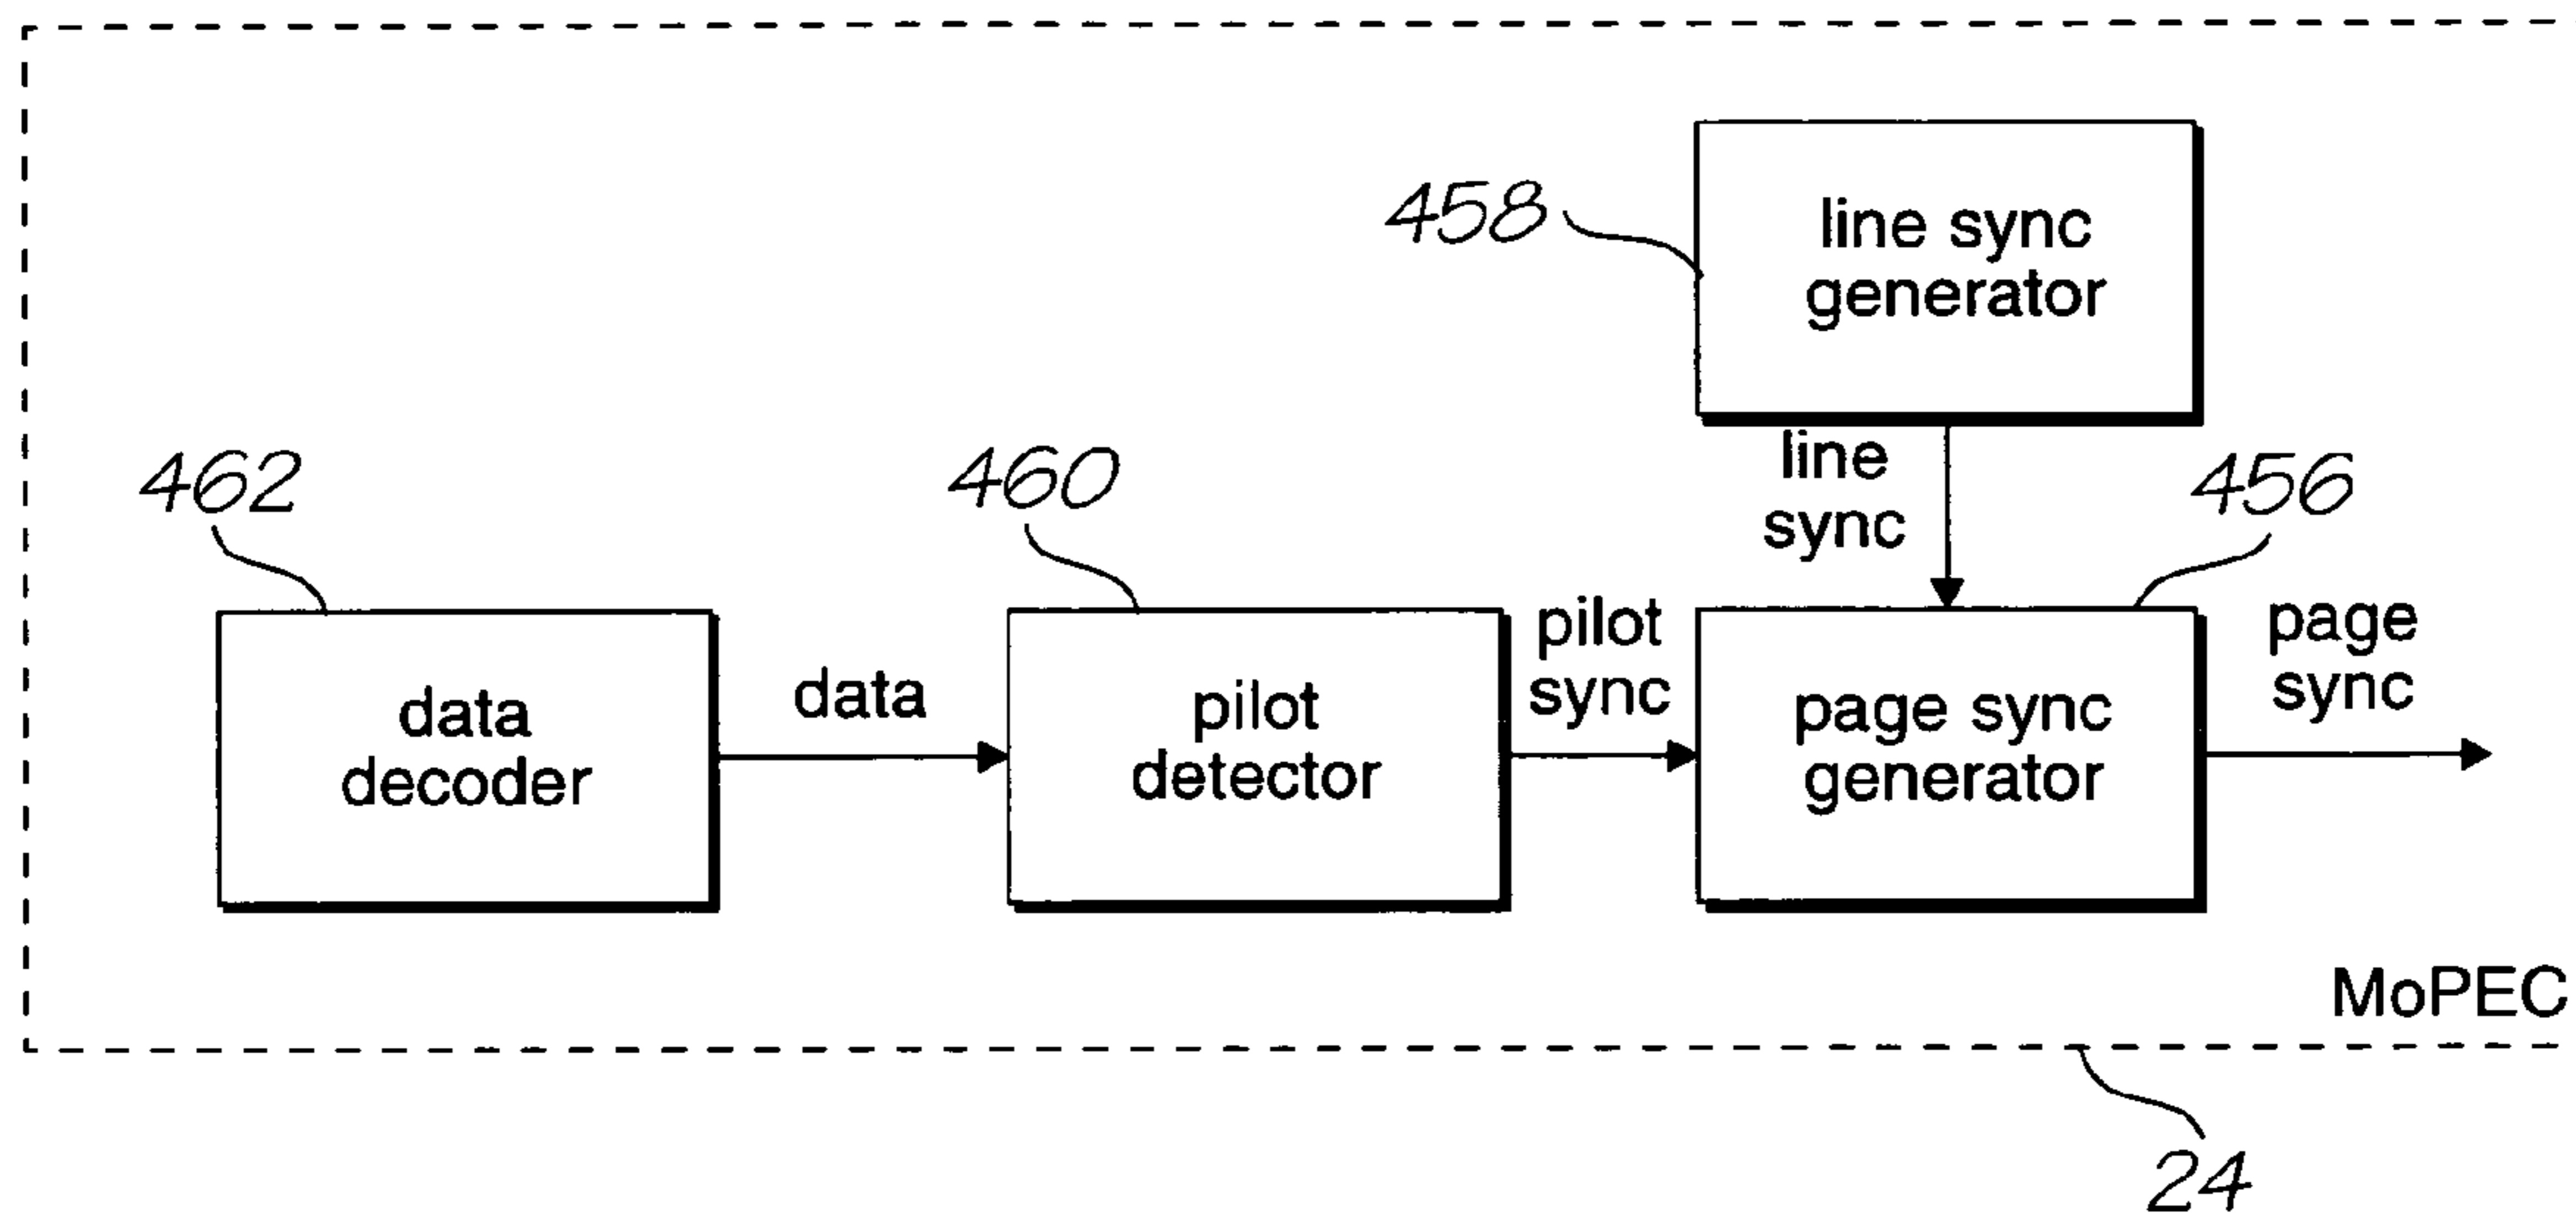 458
line sync
generator
line
sync
462
460
456
data
decoder
data
pilot
detector
pilot
sync
page sync
generator
page
sync
MoPEC
24